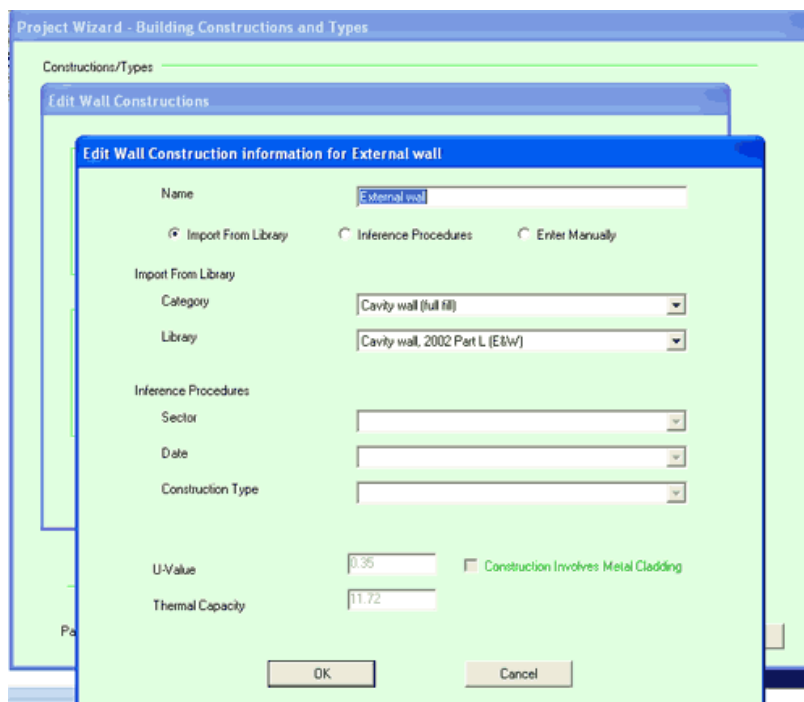 Project Wizard - Building Constructions and Types
Constructions/Types
Edit Wall Constructions
Edit Wall Construction information for External wall
Name External wall
Import From Library Inference Procedures Enter Manually
Import From Library
Category Cavity wall (full fill)
Library Cavity wall, 2002 Part L (E&W)
Inference Procedures
Sector
Date
Construction Type
U-Value 0.35 Construction Involves Metal Cladding
Thermal Capacity 11.72
Pa
OK Cancel